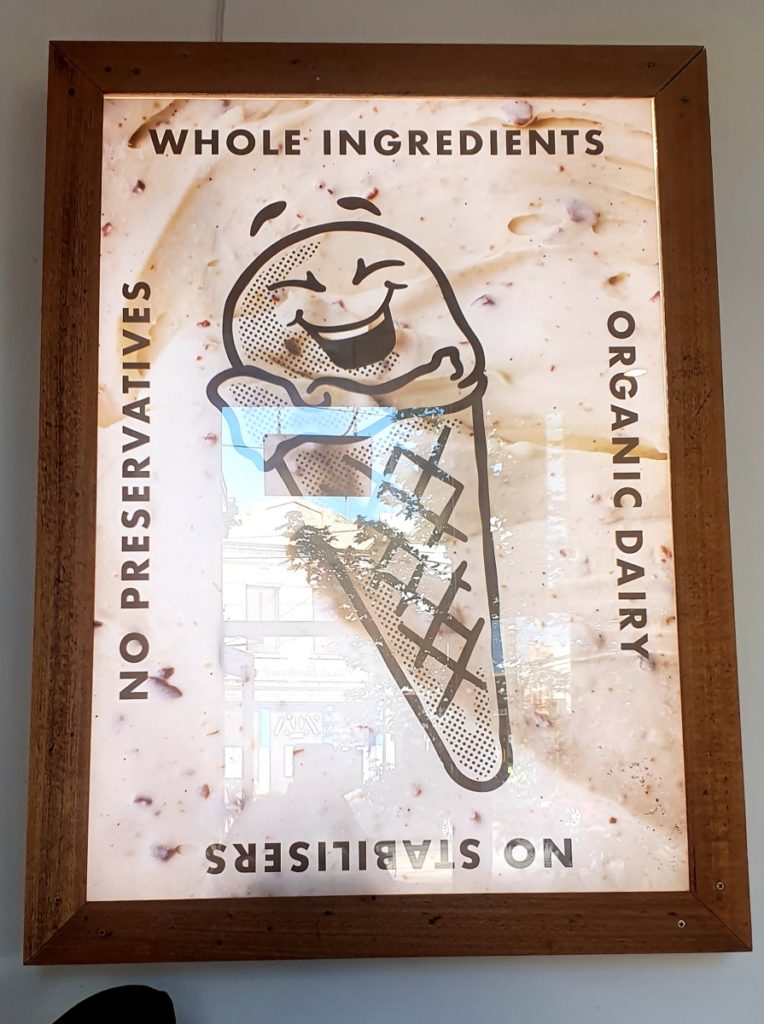 WHOLE INGREDIENTS
ORGANIC DAIRY
NO STABILISERS
NO PRESERVATIVES